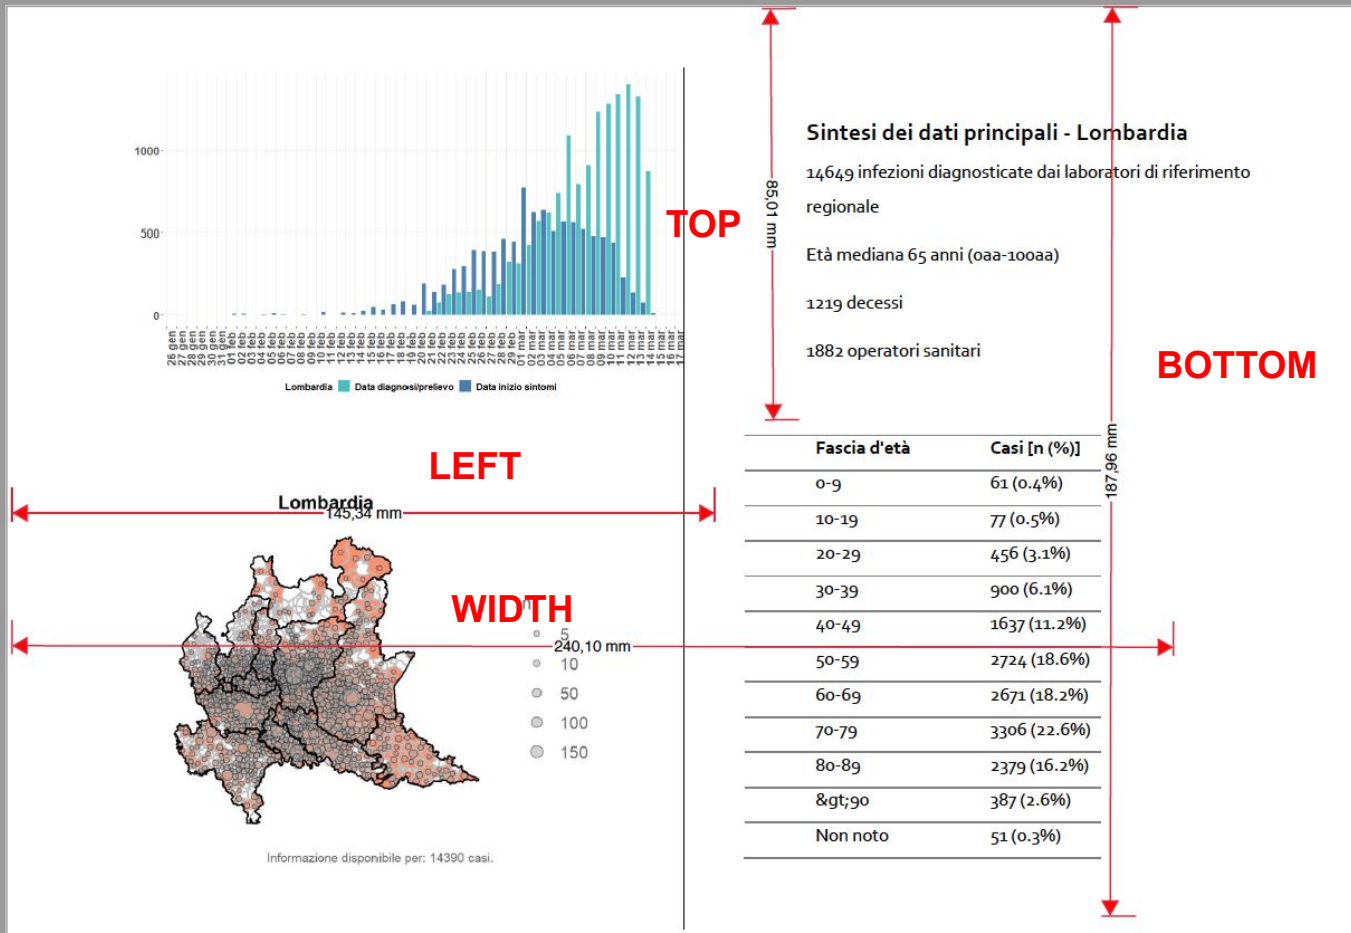 1000
500
0
26 gen
27 gen
28 gen
29 gen
30 gen
31 gen
01 feb
02 feb
03 feb
04 feb
05 feb
06 feb
07 feb
08 feb
09 feb
10 feb
11 feb
12 feb
13 feb
14 feb
15 feb
16 feb
17 feb
18 feb
19 feb
20 feb
21 feb
22 feb
23 feb
24 feb
25 feb
26 feb
27 feb
28 feb
29 feb
01 mar
02 mar
03 mar
04 mar
05 mar
06 mar
07 mar
08 mar
09 mar
10 mar
11 mar
12 mar
13 mar
14 mar
15 mar
16 mar
17 mar
Lombardia Data diagnosi/prelievo Data inizio sintomi
TOP
85,01 mm
Sintesi dei dati principali - Lombardia
14649 infezioni diagnosticate dai laboratori di riferimento
regionale
Età mediana 65 anni (0aa-100aa)
1219 decessi
1882 operatori sanitari
BOTTOM
187,96 mm
LEFT
Lombardia
145,34 mm
WIDTH
5
240,10 mm
10
50
100
150
Informazione disponibile per: 14390 casi.
Fascia d'età Casi [n (%)]
0-9 61 (0.4%)
10-19 77 (0.5%)
20-29 456 (3.1%)
30-39 900 (6.1%)
40-49 1637 (11.2%)
50-59 2724 (18.6%)
60-69 2671 (18.2%)
70-79 3306 (22.6%)
80-89 2379 (16.2%)
&gt;90 387 (2.6%)
Non noto 51 (0.3%)